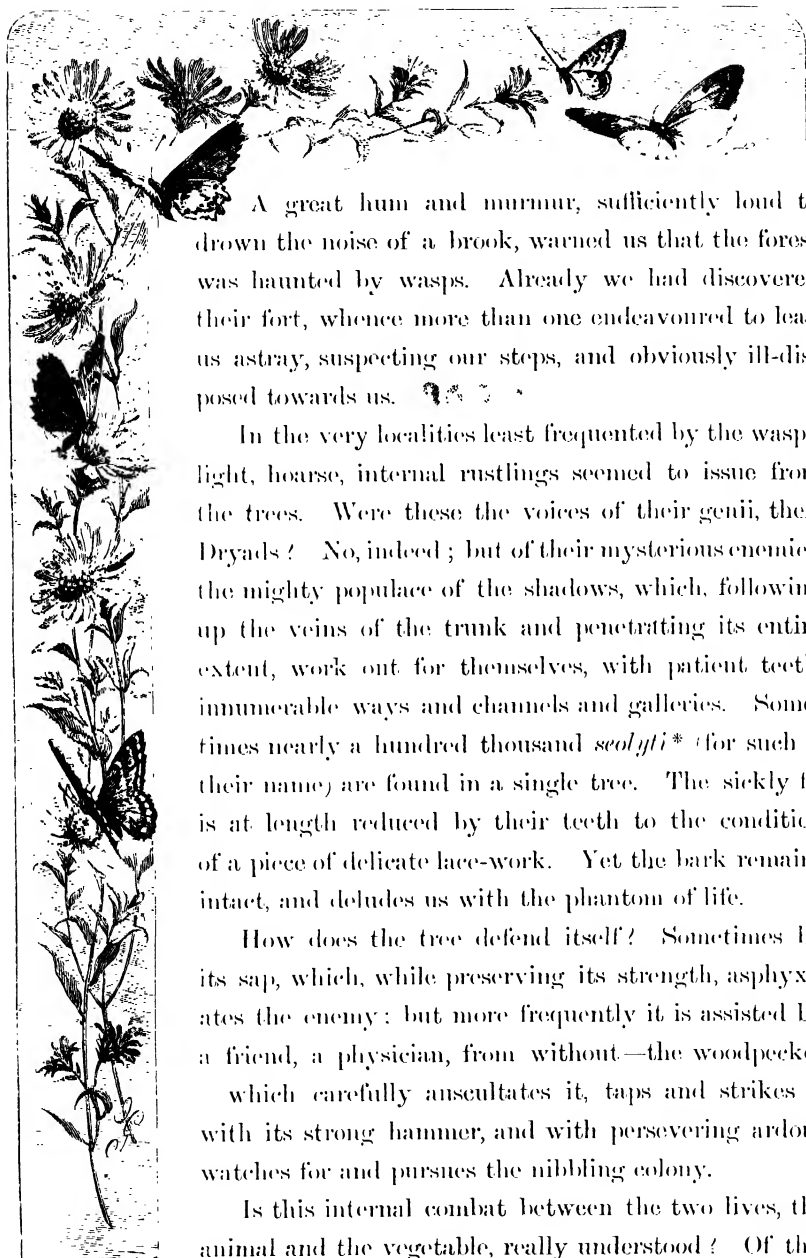 A great hum and murmur, sufficiently loud t
drown the noise of a brook, warned us that the fores
was haunted by wasps. Already we had discovere
their fort, whence more than one endeavoured to lea
us astray, suspecting our steps, and obviously ill-dis
posed towards us.
In the very localities least frequented by the wasp
light, hoarse, internal rustlings seemed to issue fro
the trees. Were these the voices of their genii, the
Dryads? No, indeed; but of their mysterious enemie
the mighty populace of the shadows, which, followin
up the veins of the trunk and penetrating its entir
extent, work out for themselves, with patient teet
innumerable ways and channels and galleries. Some
times nearly a hundred thousand scolyti* (for such
their name) are found in a single tree. The sickly f
is at length reduced by their teeth to the conditio
of a piece of delicate lace-work. Yet the bark remain
intact, and deludes us with the phantom of life.
How does the tree defend itself? Sometimes b
its sap, which, while preserving its strength, asphyx
ates the enemy; but more frequently it is assisted b
a friend, a physician, from without—the woodpecke
which carefully auscultates it, taps and strikes
with its strong hammer, and with persevering ardou
watches for and pursues the nibbling colony.
Is this internal combat between the two lives, th
animal and the vegetable, really understood? Of th